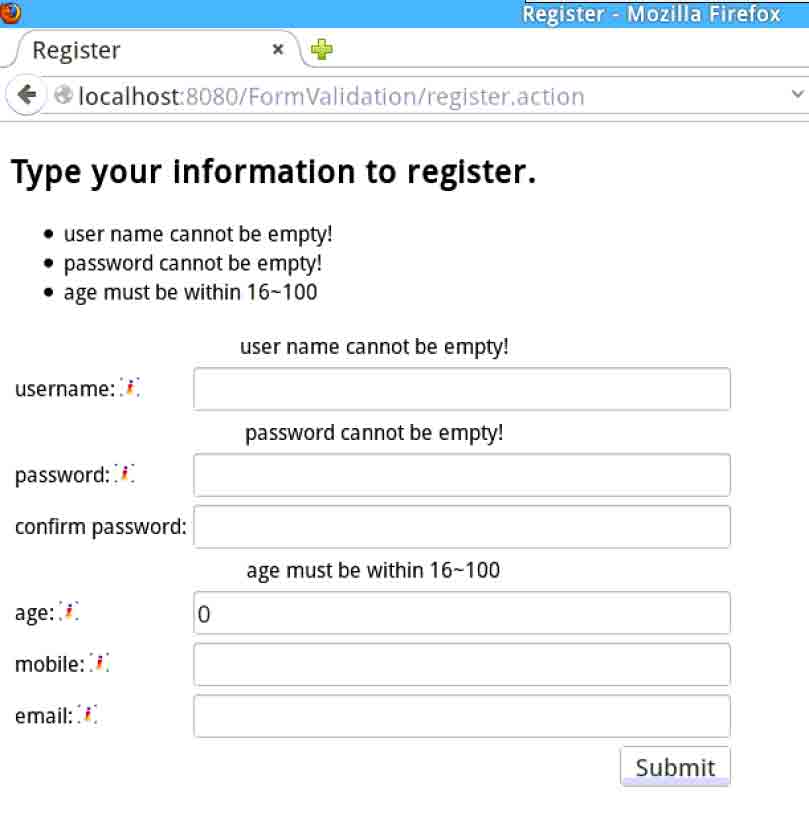 Register - Mozilla Firefox
Register
localhost:8080/FormValidation/register.action
Type your information to register.
user name cannot be empty!
password cannot be empty!
age must be within 16~100
user name cannot be empty!
username:
password cannot be empty!
password:
confirm password:
age must be within 16~100
age: 0
mobile:
email:
Submit